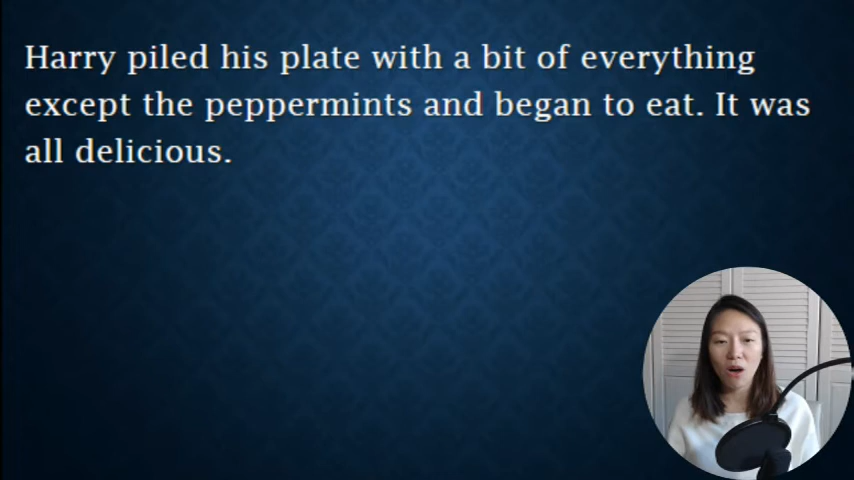 Harry piled his plate with a bit of everything
except the peppermints and began to eat. It was
all delicious.